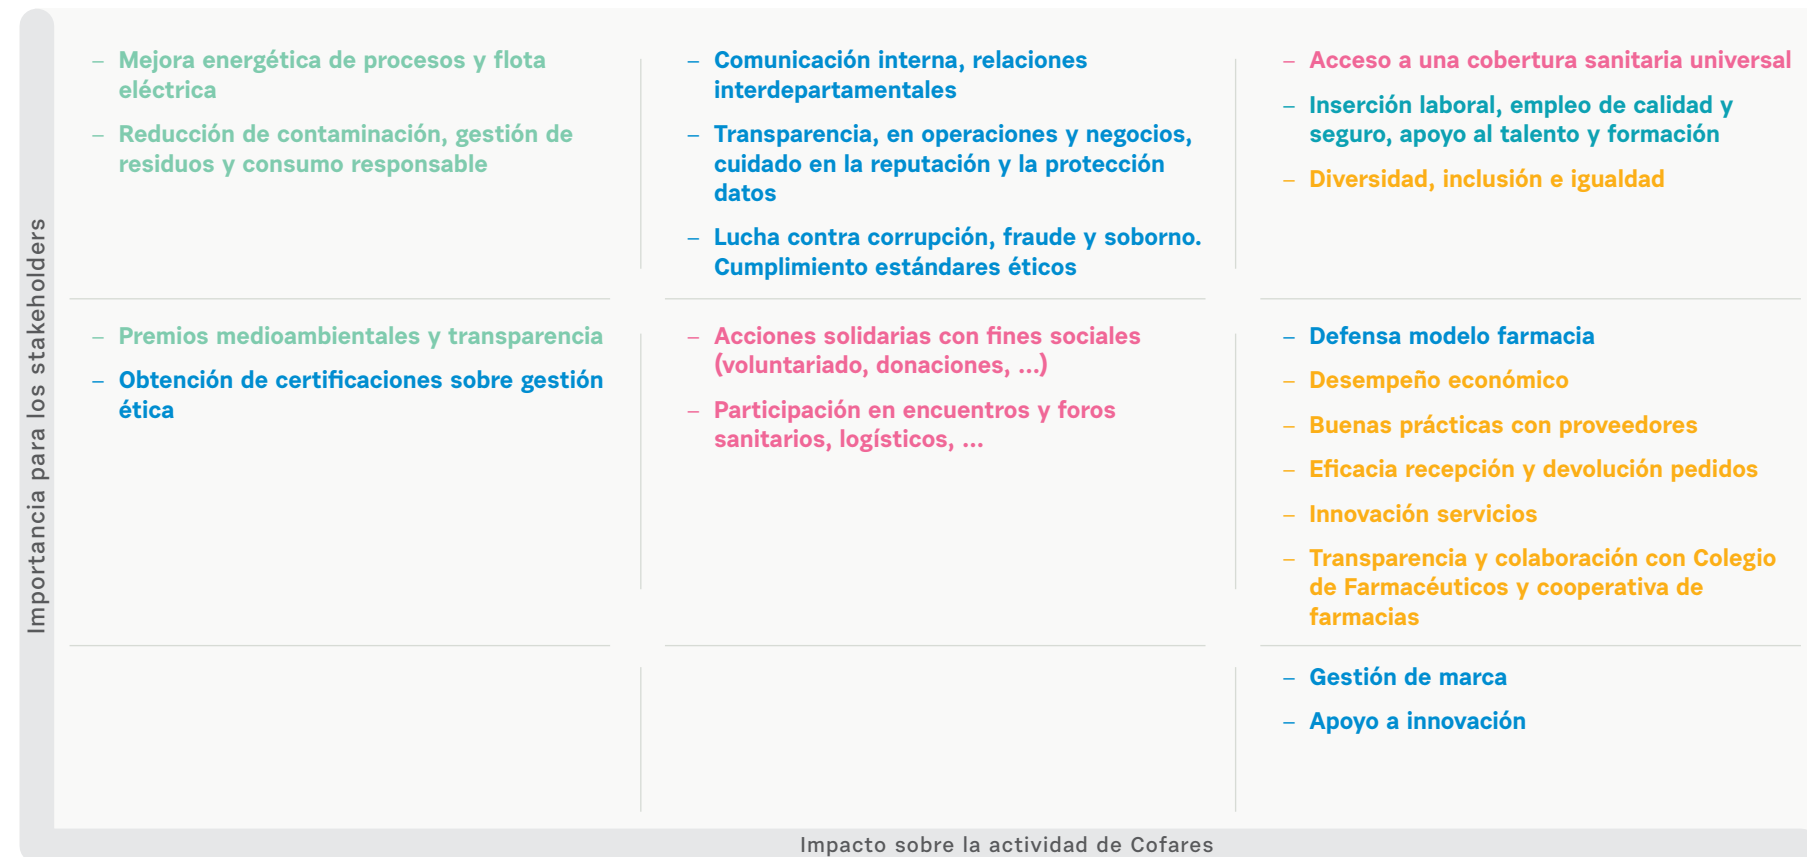 Importancia para los stakeholders
– Mejora energética de procesos y flota
eléctrica
– Reducción de contaminación, gestión de
residuos y consumo responsable
– Comunicación interna, relaciones
interdepartamentales
– Transparencia, en operaciones y negocios,
cuidado en la reputación y la protección
datos
– Lucha contra corrupción, fraude y soborno.
Cumplimiento estándares éticos
– Acceso a una cobertura sanitaria universal
– Inserción laboral, empleo de calidad y
seguro, apoyo al talento y formación
– Diversidad, inclusión e igualdad
– Premios medioambientales y transparencia
– Obtención de certificaciones sobre gestión
ética
– Acciones solidarias con fines sociales
(voluntariado, donaciones, ...)
– Participación en encuentros y foros
sanitarios, logísticos, ...
– Defensa modelo farmacia
– Desempeño económico
– Buenas prácticas con proveedores
– Eficacia recepción y devolución pedidos
– Innovación servicios
– Transparencia y colaboración con Colegio
de Farmacéuticos y cooperativa de
farmacias
– Gestión de marca
– Apoyo a innovación
Impacto sobre la actividad de Cofares